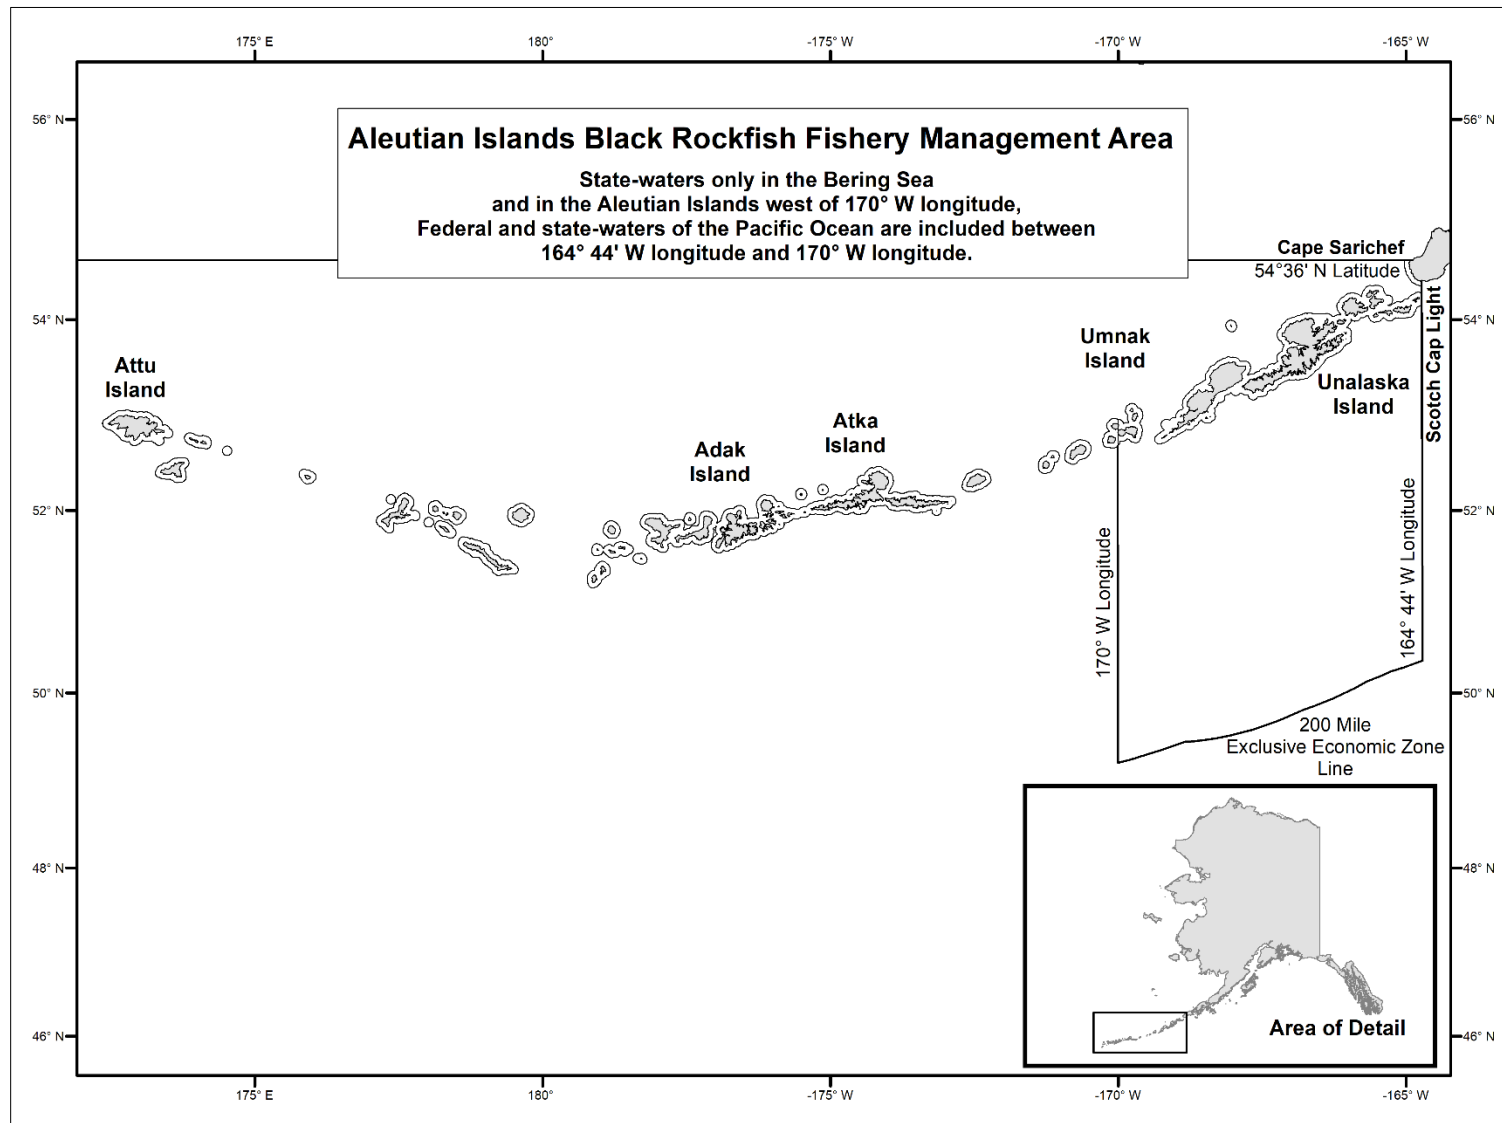 175° E
180°
-175° W
-170° W
-165° W
56° N
56° N
Aleutian Islands Black Rockfish Fishery Management Area
State-waters only in the Bering Sea
and in the Aleutian Islands west of 170° W longitude,
Federal and state-waters of the Pacific Ocean are included between
164° 44' W longitude and 170° W longitude.
Cape Sarichef
54°36' N Latitude
54° N
54° N
Scotch Cap Light
Umnak
Island
Attu
Island
Unalaska
Island
Atka
Island
Adak
Island
52° N
52° N
170° W Longitude
164° 44' W Longitude
50° N
50° N
200 Mile
Exclusive Economic Zone
Line
48° N
48° N
Area of Detail
46° N
46° N
175° E
180°
-175° W
-170° W
-165° W